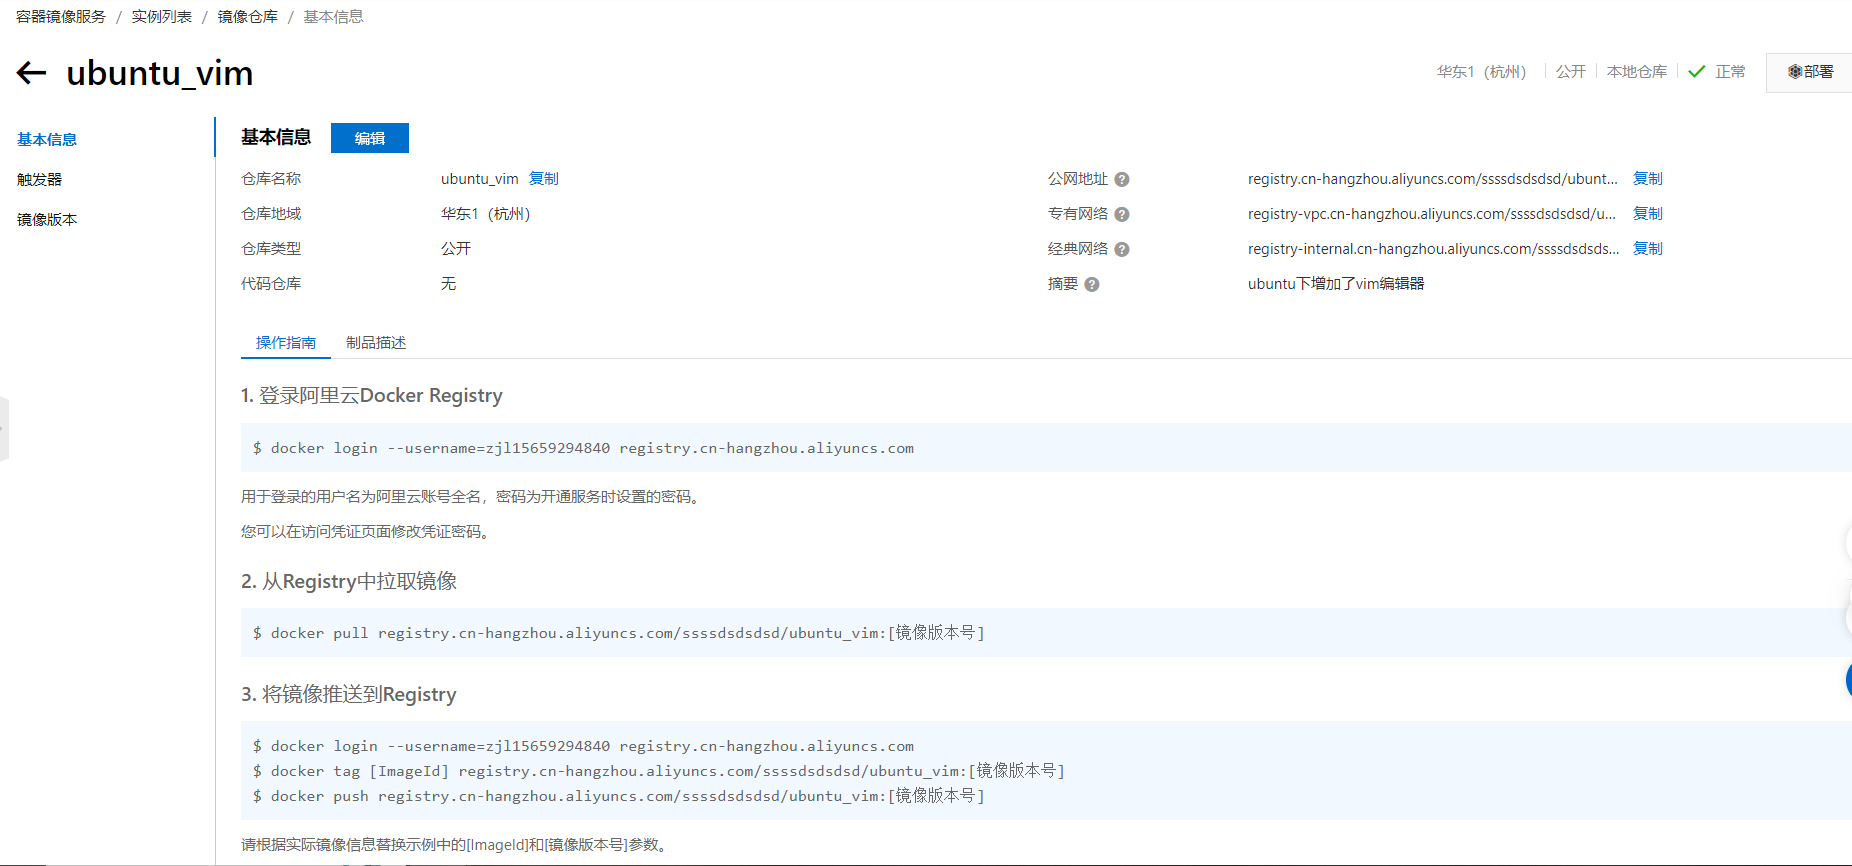 容器镜像服务 / 实例列表 / 镜像仓库 / 基本信息
← ubuntu_vim
华东1（杭州） 公开 本地仓库 正常 部署
基本信息
触发器
镜像版本
基本信息 编辑
仓库名称 ubuntu_vim 复制
公网地址 registry.cn-hangzhou.aliyuncs.com/ssssdsdsdsd/ubunt... 复制
仓库地域 华东1（杭州）
专有网络 registry-vpc.cn-hangzhou.aliyuncs.com/ssssdsdsdsd/u... 复制
仓库类型 公开
经典网络 registry-internal.cn-hangzhou.aliyuncs.com/ssssdsdsds... 复制
代码仓库 无
摘要 ubuntu下增加了vim编辑器
操作指南 制品描述
1. 登录阿里云Docker Registry
$ docker login --username=zjl15659294840 registry.cn-hangzhou.aliyuncs.com
用于登录的用户名为阿里云账号全名，密码为开通服务时设置的密码。
您可以在访问凭证页面修改凭证密码。
2. 从Registry中拉取镜像
$ docker pull registry.cn-hangzhou.aliyuncs.com/ssssdsdsdsd/ubuntu_vim:[镜像版本号]
3. 将镜像推送到Registry
$ docker login --username=zjl15659294840 registry.cn-hangzhou.aliyuncs.com
$ docker tag [ImageId] registry.cn-hangzhou.aliyuncs.com/ssssdsdsdsd/ubuntu_vim:[镜像版本号]
$ docker push registry.cn-hangzhou.aliyuncs.com/ssssdsdsdsd/ubuntu_vim:[镜像版本号]
请根据实际镜像信息替换示例中的[ImageId]和[镜像版本号]参数。